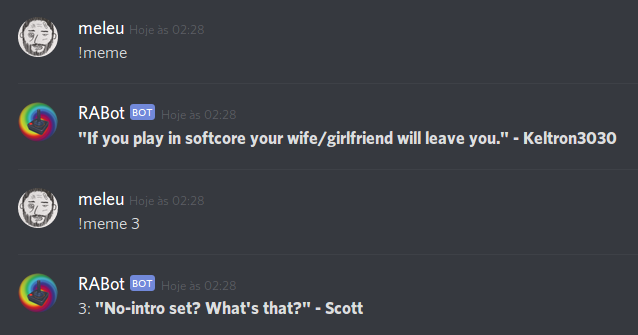 meleu Hoje às 02:28
!meme
RABot BOT Hoje às 02:28
"If you play in softcore your wife/girlfriend will leave you." - Keltron3030
meleu Hoje às 02:28
!meme 3
RABot BOT Hoje às 02:28
3: "No-intro set? What's that?" - Scott